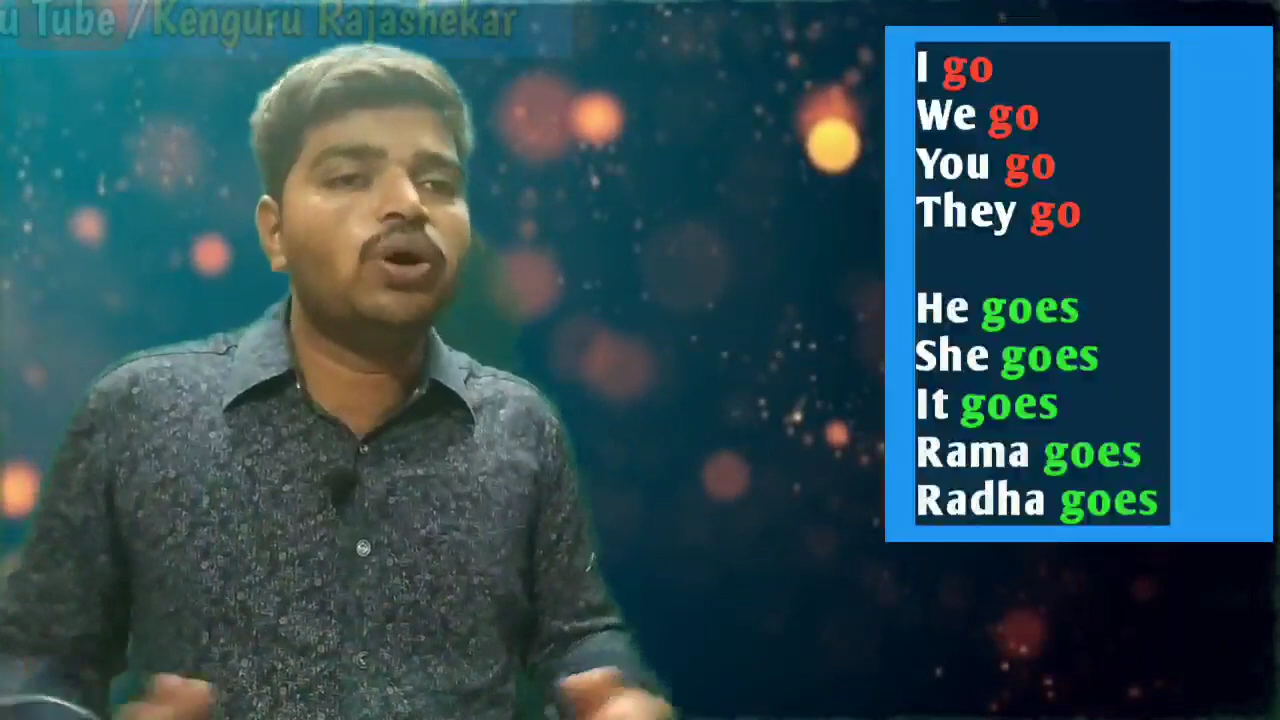 u Tube /Kenguru Rajashekar
I go
We go
You go
They go
He goes
She goes
It goes
Rama goes
Radha goes